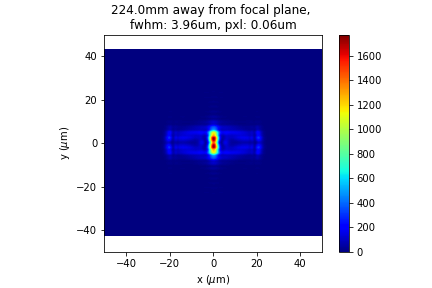 224.0mm away from focal plane,
fwhm: 3.96um, pxl: 0.06um
40
20
0
−20
−40
y (μm)
−40 −20 0 20 40
x (μm)
1600
1400
1200
1000
800
600
400
200
0